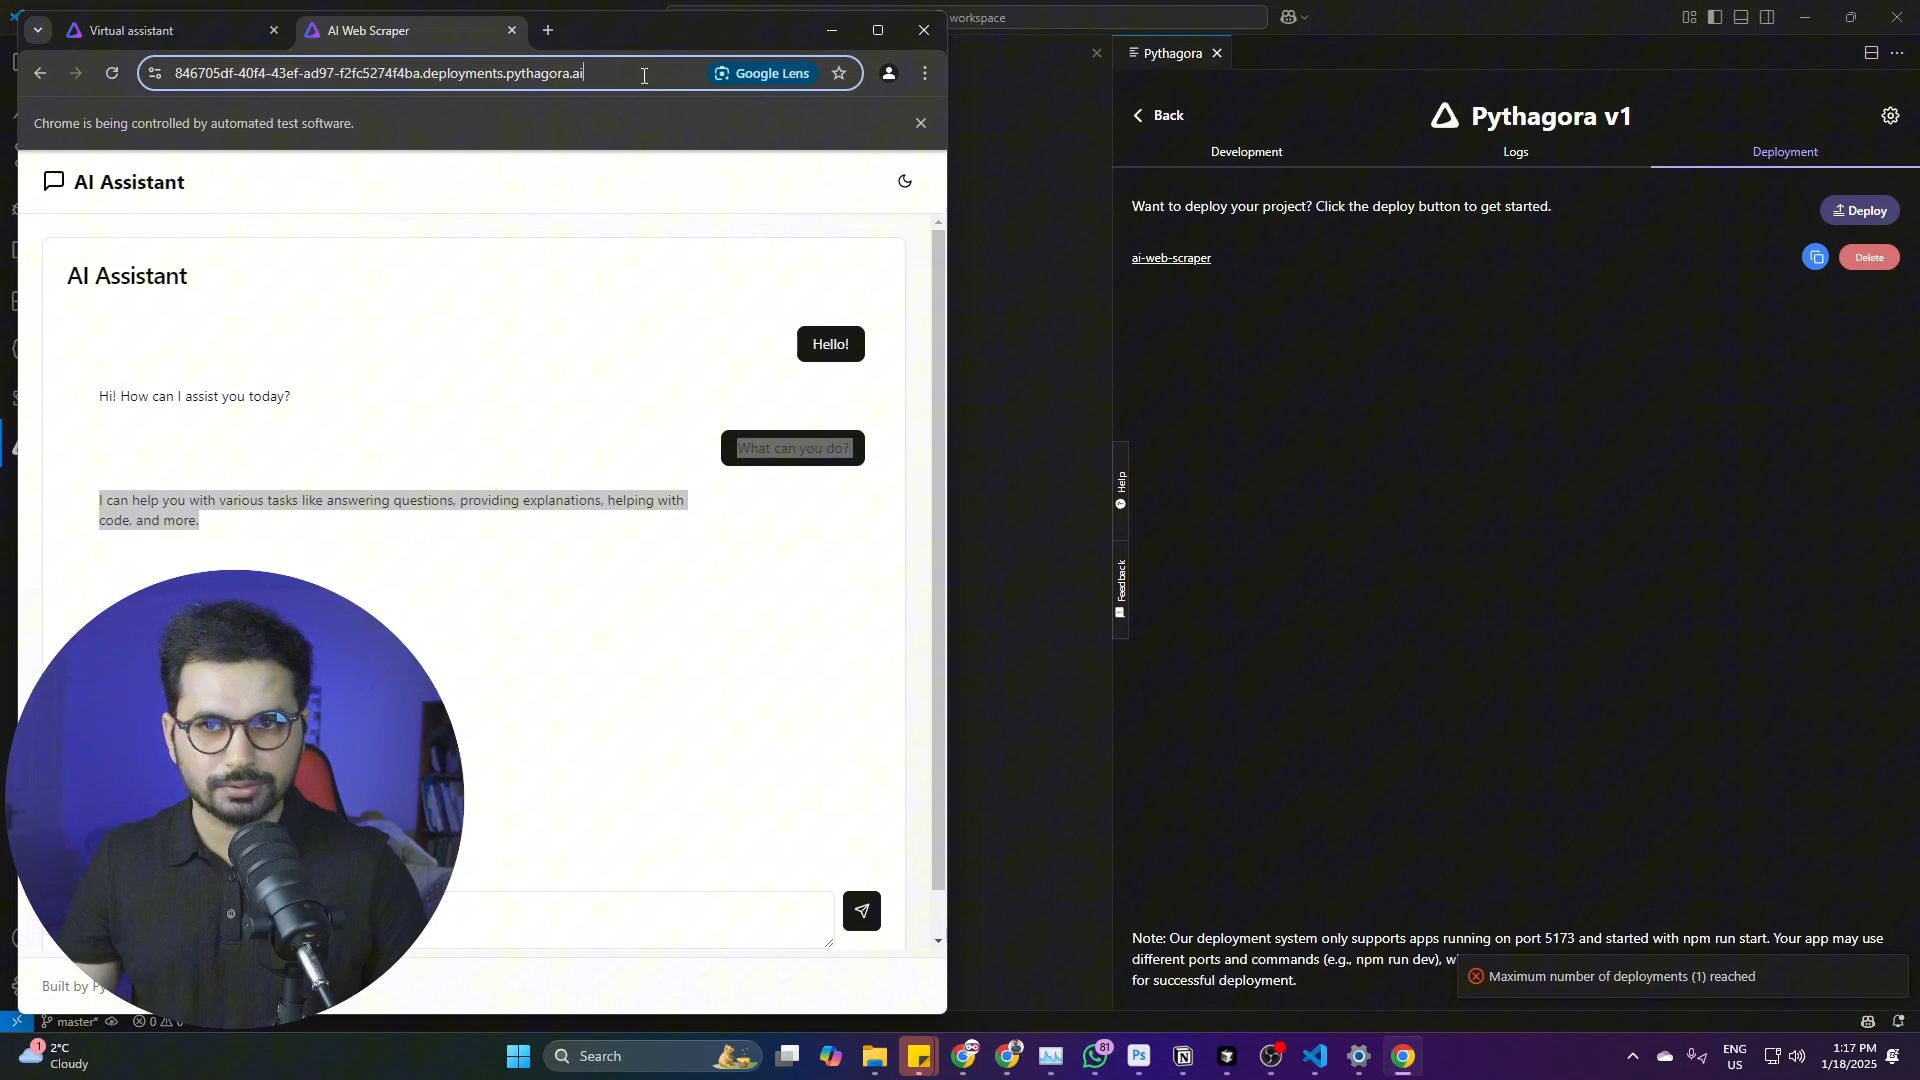 Virtual assistant
AI Web Scraper
workspace
846705df-40f4-43ef-ad97-f2fc5274f4ba.deployments.pythagora.ai
Google Lens
Chrome is being controlled by automated test software.
AI Assistant
AI Assistant
Hello!
Hi! How can I assist you today?
What can you do?
I can help you with various tasks like answering questions, providing explanations, helping with
code, and more.
Built by
Pythagora
Back
Pythagora v1
Development
Logs
Deployment
Want to deploy your project? Click the deploy button to get started.
Deploy
ai-web-scraper
Delete
Help
Feedback
Note: Our deployment system only supports apps running on port 5173 and started with npm run start. Your app may use
different ports and commands (e.g., npm run dev),
for successful deployment.
Maximum number of deployments (1) reached
master*
0
1
2°C
Cloudy
Search
81
Ps
ENG
US
1:17 PM
1/18/2025